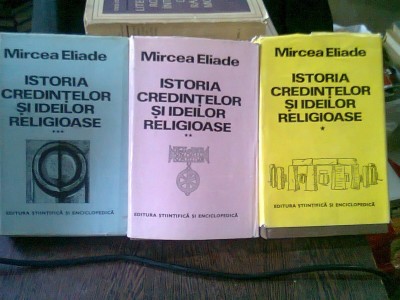 Mircea Eliade
ISTORIA
CREDINȚELOR
ȘI IDEILOR
RELIGIOASE
***
EDITURA ȘTIINȚIFICĂ ȘI ENCICLOPEDICĂ
Mircea Eliade
ISTORIA
CREDINȚELOR
ȘI IDEILOR
RELIGIOASE
**
EDITURA ȘTIINȚIFICĂ ȘI ENCICLOPEDICĂ
Mircea Eliade
ISTORIA
CREDINȚELOR
ȘI IDEILOR
RELIGIOASE
*
EDITURA ȘTIINȚIFICĂ ȘI ENCICLOPEDICĂ